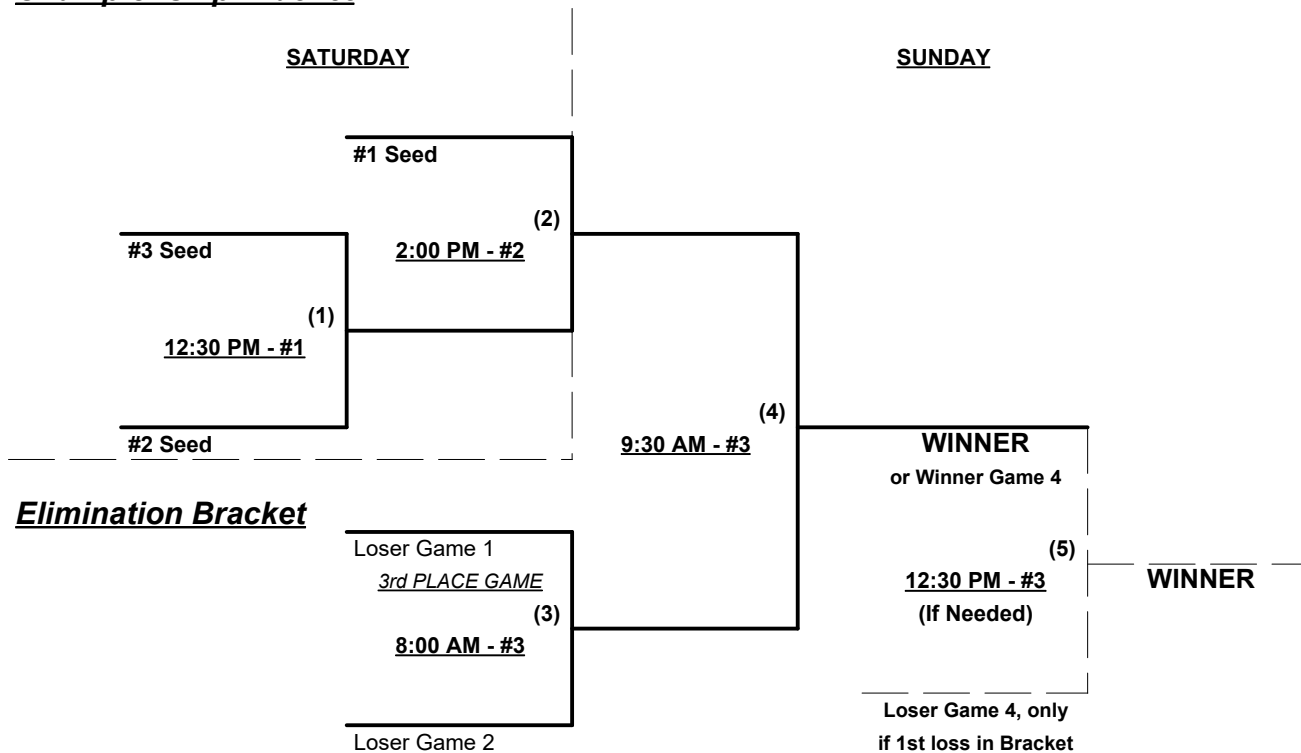 SATURDAY
SUNDAY
#1 Seed
(2)
#3 Seed
2:00 PM - #2
(1)
12:30 PM - #1
(4)
#2 Seed
9:30 AM - #3
WINNER
or Winner Game 4
Elimination Bracket
Loser Game 1
(5)
3rd PLACE GAME
12:30 PM - #3
WINNER
(3)
(If Needed)
8:00 AM - #3
Loser Game 4, only
Loser Game 2
if 1st loss in Bracket